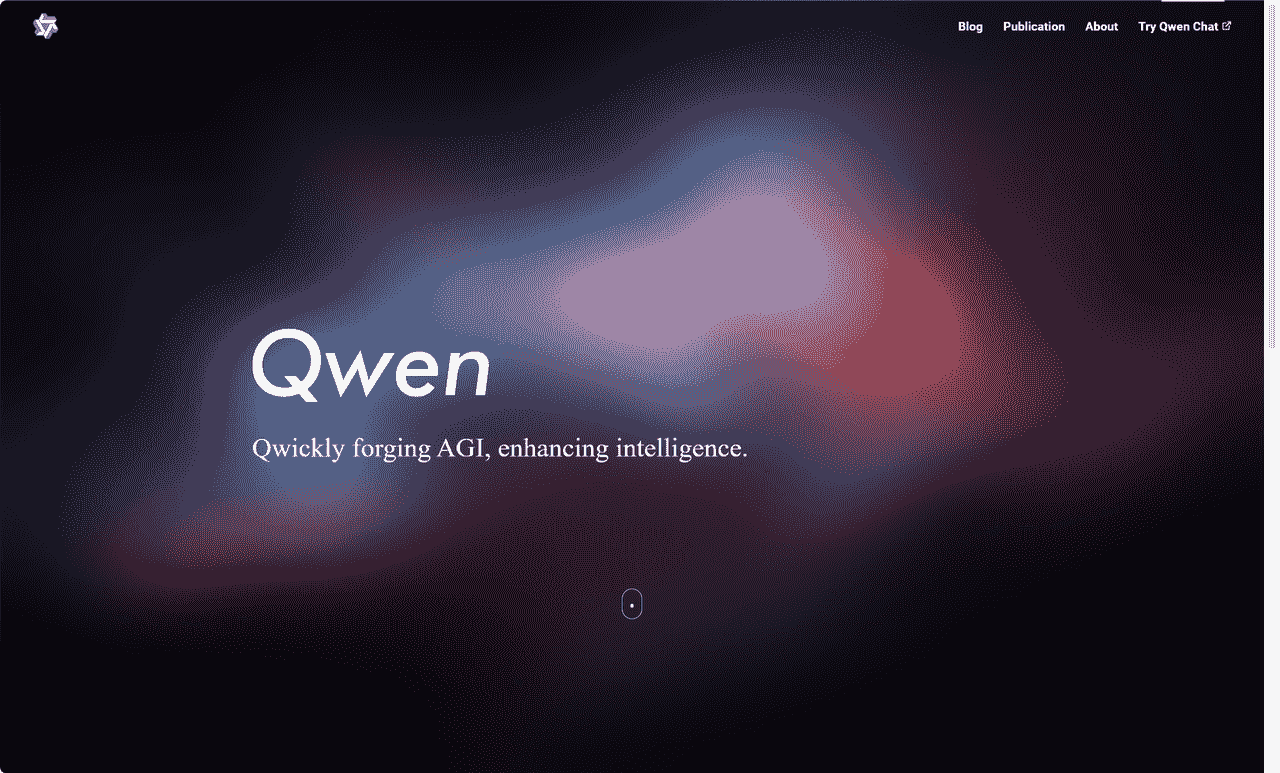 Blog Publication About Try Qwen Chat
Qwen
Qwickly forging AGI, enhancing intelligence.